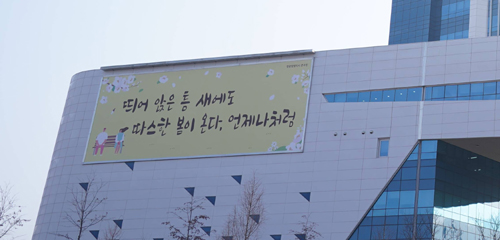 띄어 앉은 틈 새에도
따스한 봄이 온다, 언제나처럼